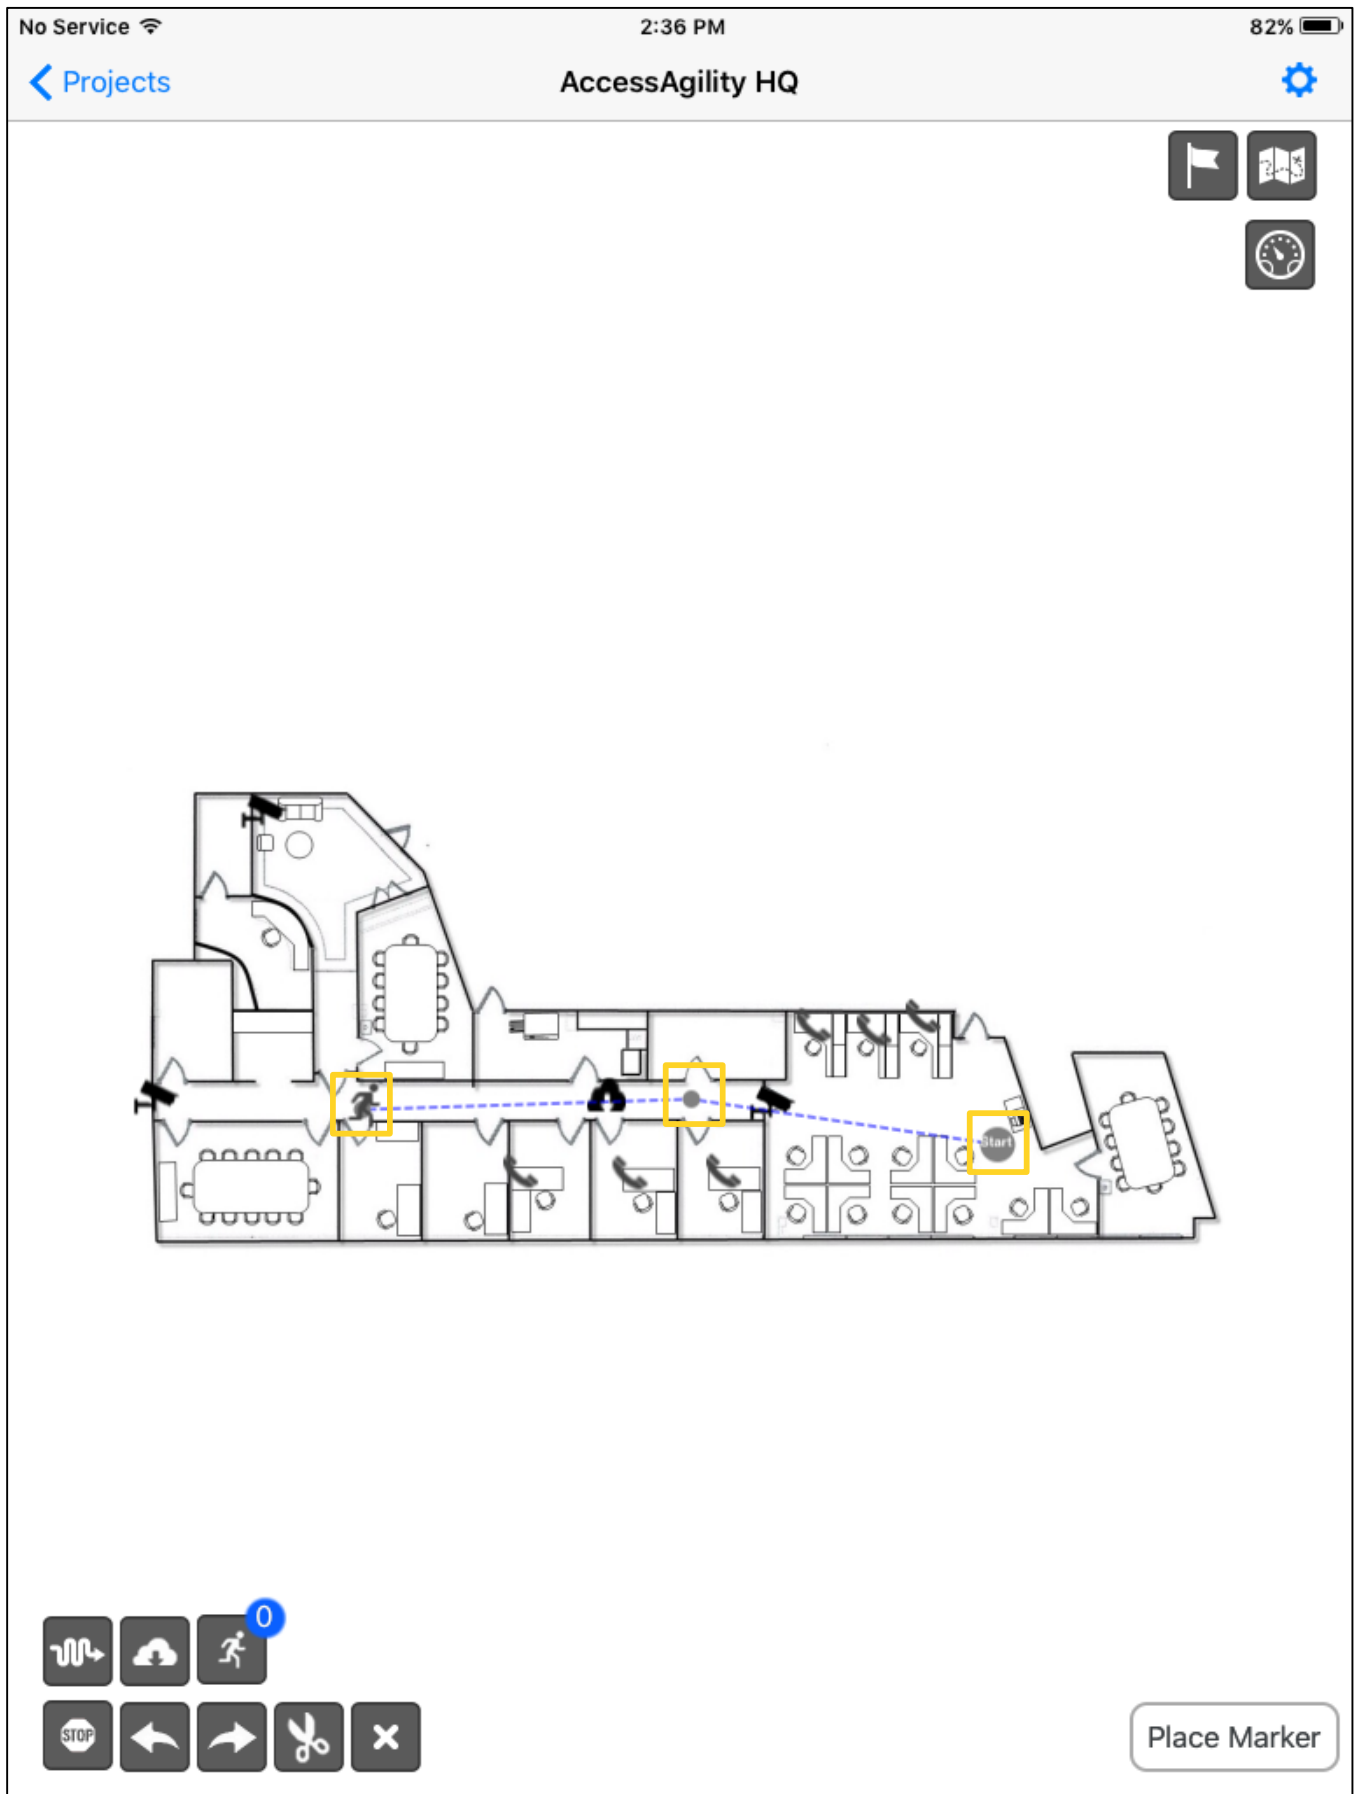 No Service 2:36 PM 82%
Projects AccessAgility HQ
Start
0
STOP
Place Marker